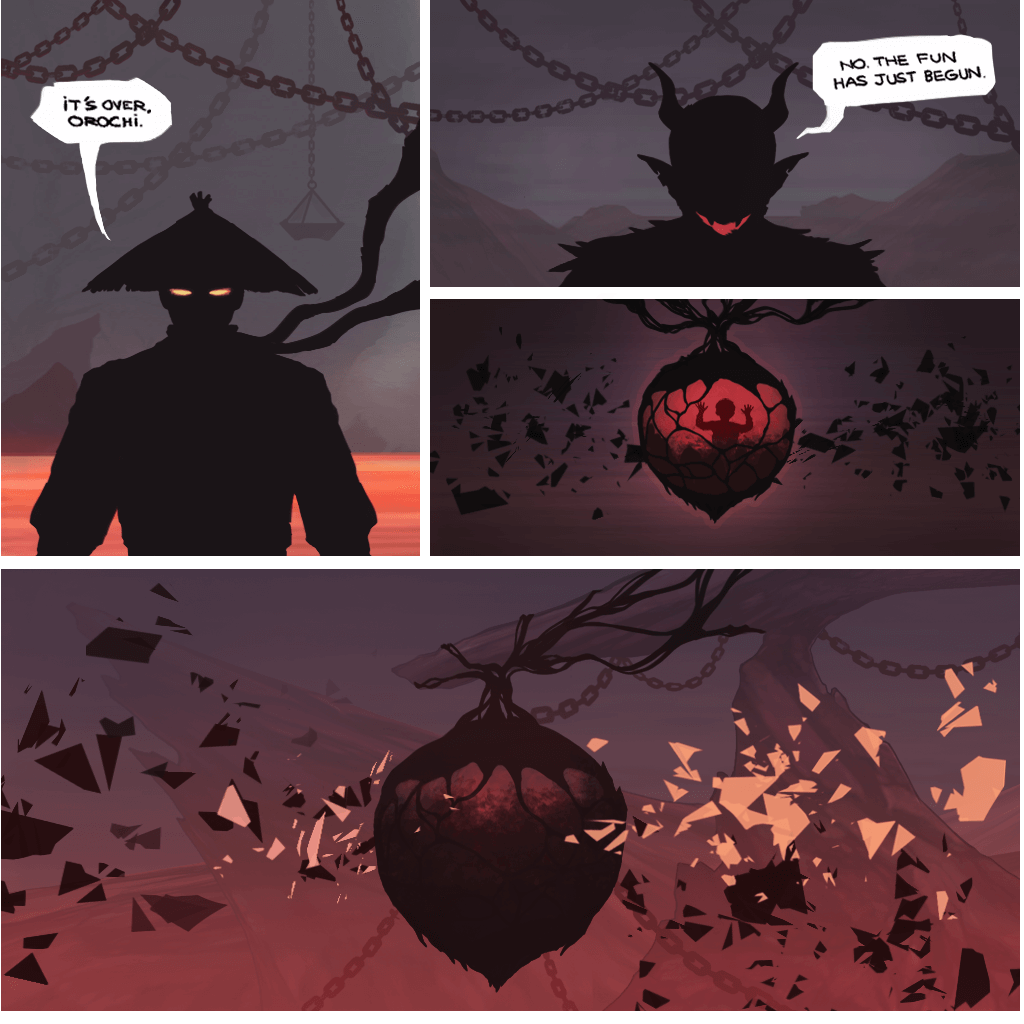 IT'S OVER,
OROCHI.
NO. THE FUN
HAS JUST BEGUN.